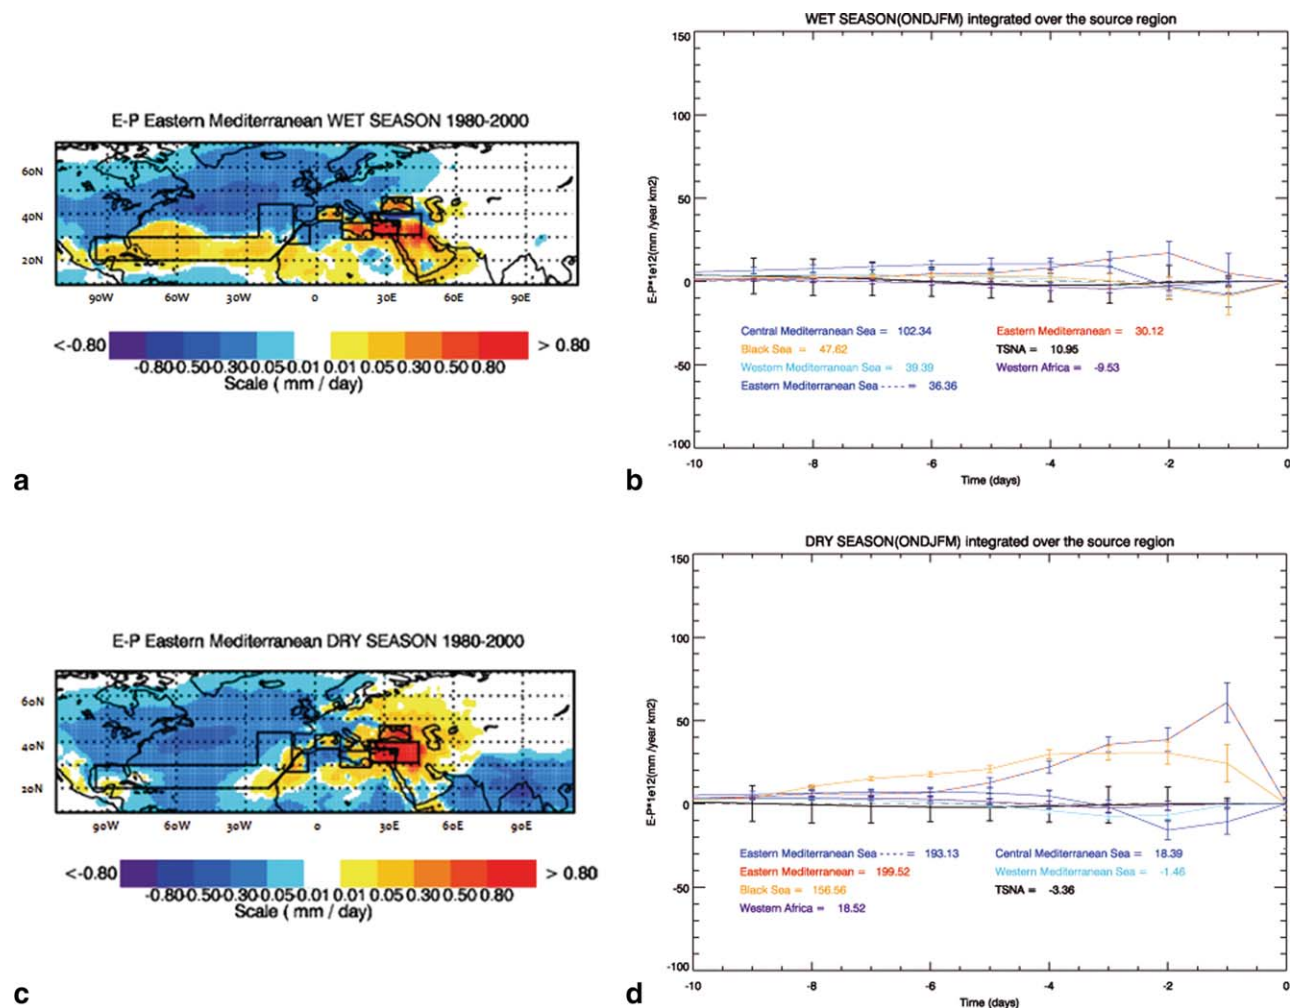 WET SEASON(ONDJFM) integrated over the source region
150
100
50
0
-50
-100
E-P*1e12(mm /year km2)
Central Mediterranean Sea = 102.34
Eastern Mediterranean = 30.12
Black Sea = 47.62
TSNA = 10.95
Western Mediterranean Sea = 39.39
Western Africa = -9.53
Eastern Mediterranean Sea - - - - = 36.36
-10 -8 -6 -4 -2 0
Time (days)
E-P Eastern Mediterranean WET SEASON 1980-2000
60N
40N
20N
90W 60W 30W 0 30E 60E 90E
<-0.80 > 0.80
-0.80-0.50-0.30-0.05-0.01 0.01 0.05 0.30 0.50 0.80
Scale ( mm / day)
a
b
DRY SEASON(ONDJFM) integrated over the source region
150
100
50
0
-50
-100
E-P*1e12(mm /year km2)
Eastern Mediterranean Sea - - - - = 193.13
Central Mediterranean Sea = 18.39
Eastern Mediterranean = 199.52
Western Mediterranean Sea = -1.46
Black Sea = 156.56
TSNA = -3.36
Western Africa = 18.52
-10 -8 -6 -4 -2 0
Time (days)
E-P Eastern Mediterranean DRY SEASON 1980-2000
60N
40N
20N
90W 60W 30W 0 30E 60E 90E
<-0.80 > 0.80
-0.80-0.50-0.30-0.05-0.01 0.01 0.05 0.30 0.50 0.80
Scale ( mm / day)
c
d